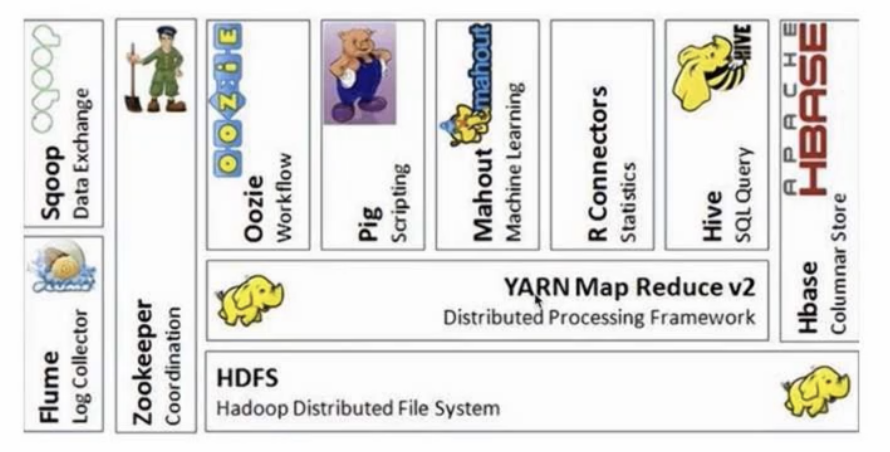 Sqoop
Data Exchange
Flume
Log Collector
Zookeeper
Coordination
OOZIE
Oozie
Workflow
Pig
Scripting
mahout
Mahout
Machine Learning
R Connectors
Statistics
HIVE
Hive
SQL Query
APACHE
HBASE
Hbase
Columnar Store
YARN Map Reduce v2
Distributed Processing Framework
HDFS
Hadoop Distributed File System